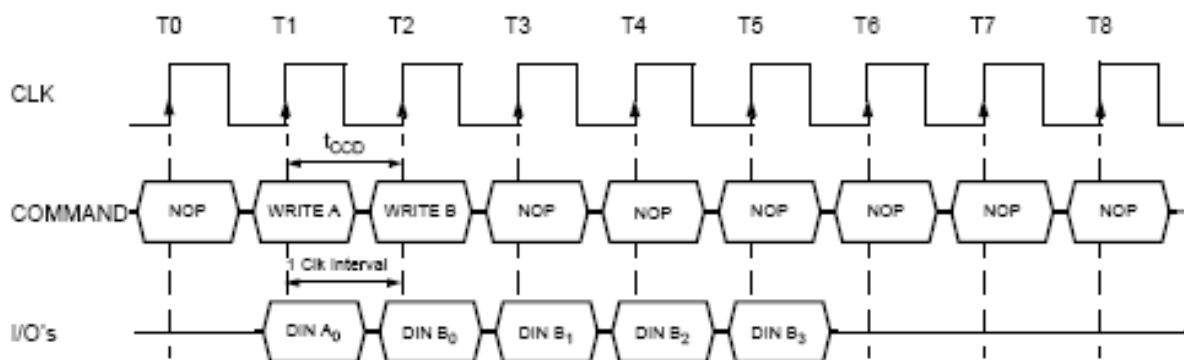 T0 T1 T2 T3 T4 T5 T6 T7 T8
CLK
tCCD
COMMAND NOP WRITE A WRITE B NOP NOP NOP NOP NOP NOP
1 Clk Interval
I/O's DIN A0 DIN B0 DIN B1 DIN B2 DIN B3